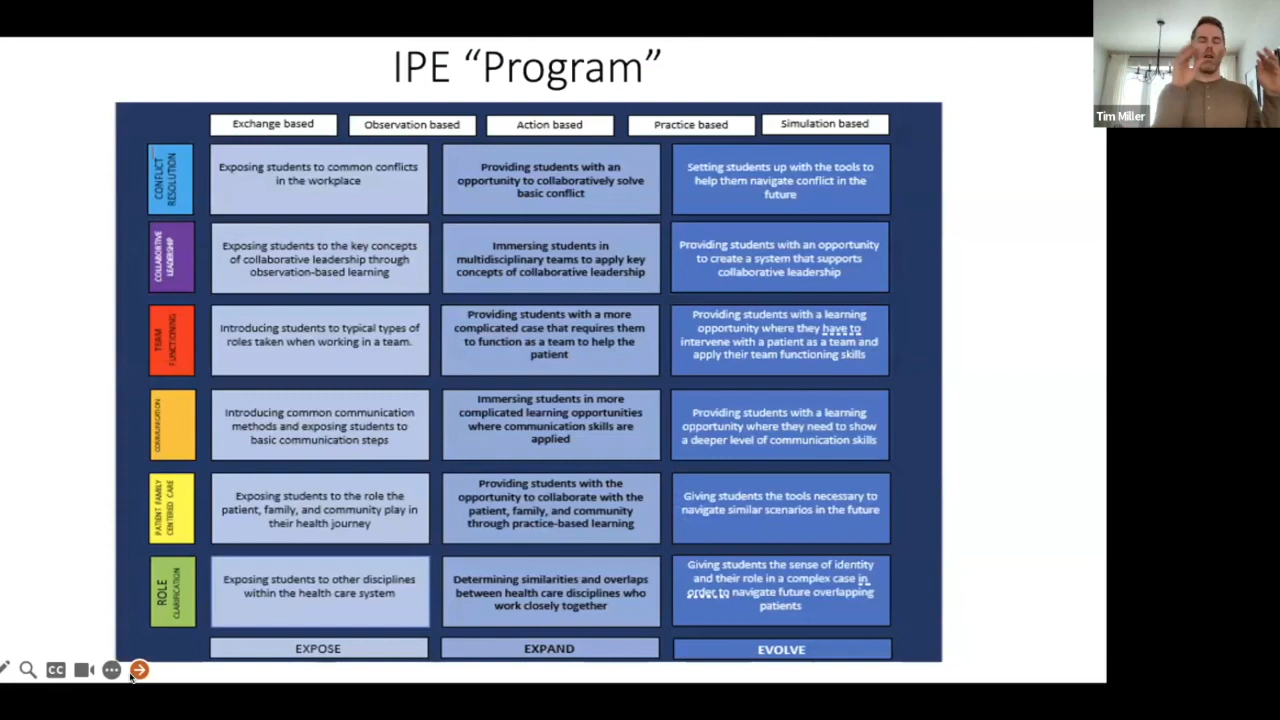 IPE “Program”
Tim Miller
Exchange based
Observation based
Action based
Practice based
Simulation based
CONFLICT
RESOLUTION
Exposing students to common conflicts
in the workplace
Providing students with an
opportunity to collaboratively solve
basic conflict
Setting students up with the tools to
help them navigate conflict in the
future
COLLABORTIVE
LEADERSHIP
Exposing students to the key concepts
of collaborative leadership through
observation-based learning
Immersing students in
multidisciplinary teams to apply key
concepts of collaborative leadership
Providing students with an opportunity
to create a system that supports
collaborative leadership
TEAM
FUNCTIONING
Introducing students to typical types of
roles taken when working in a team.
Providing students with a more
complicated case that requires them
to function as a team to help the
patient
Providing students with a learning
opportunity where they have to
intervene with a patient as a team and
apply their team functioning skills
COMMUNICATION
Introducing common communication
methods and exposing students to
basic communication steps
Immersing students in more
complicated learning opportunities
where communication skills are
applied
Providing students with a learning
opportunity where they need to show
a deeper level of communication skills
PATIENT FAMILY
CENTERED CARE
Exposing students to the role the
patient, family, and community play in
their health journey
Providing students with the
opportunity to collaborate with the
patient, family, and community
through practice-based learning
Giving students the tools necessary to
navigate similar scenarios in the future
ROLE
CLARIFICATION
Exposing students to other disciplines
within the health care system
Determining similarities and overlaps
between health care disciplines who
work closely together
Giving students the sense of identity
and their role in a complex case in
order to navigate future overlapping
patients
EXPOSE
EXPAND
EVOLVE
CC